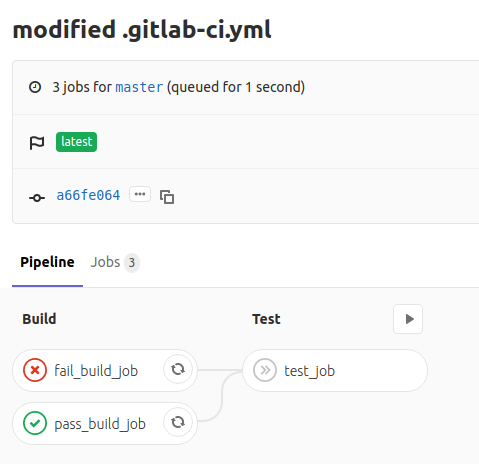 modified .gitlab-ci.yml
3 jobs for master (queued for 1 second)
latest
a66fe064
Pipeline Jobs 3
Build Test
fail_build_job test_job
pass_build_job